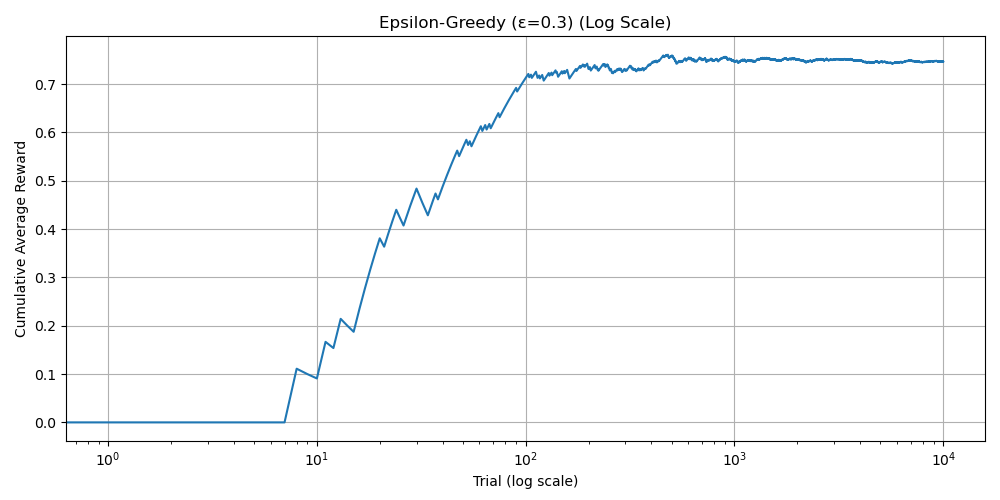 Epsilon-Greedy (ε=0.3) (Log Scale)
Cumulative Average Reward
0.7
0.6
0.5
0.4
0.3
0.2
0.1
0.0
10⁰ 10¹ 10² 10³ 10⁴
Trial (log scale)